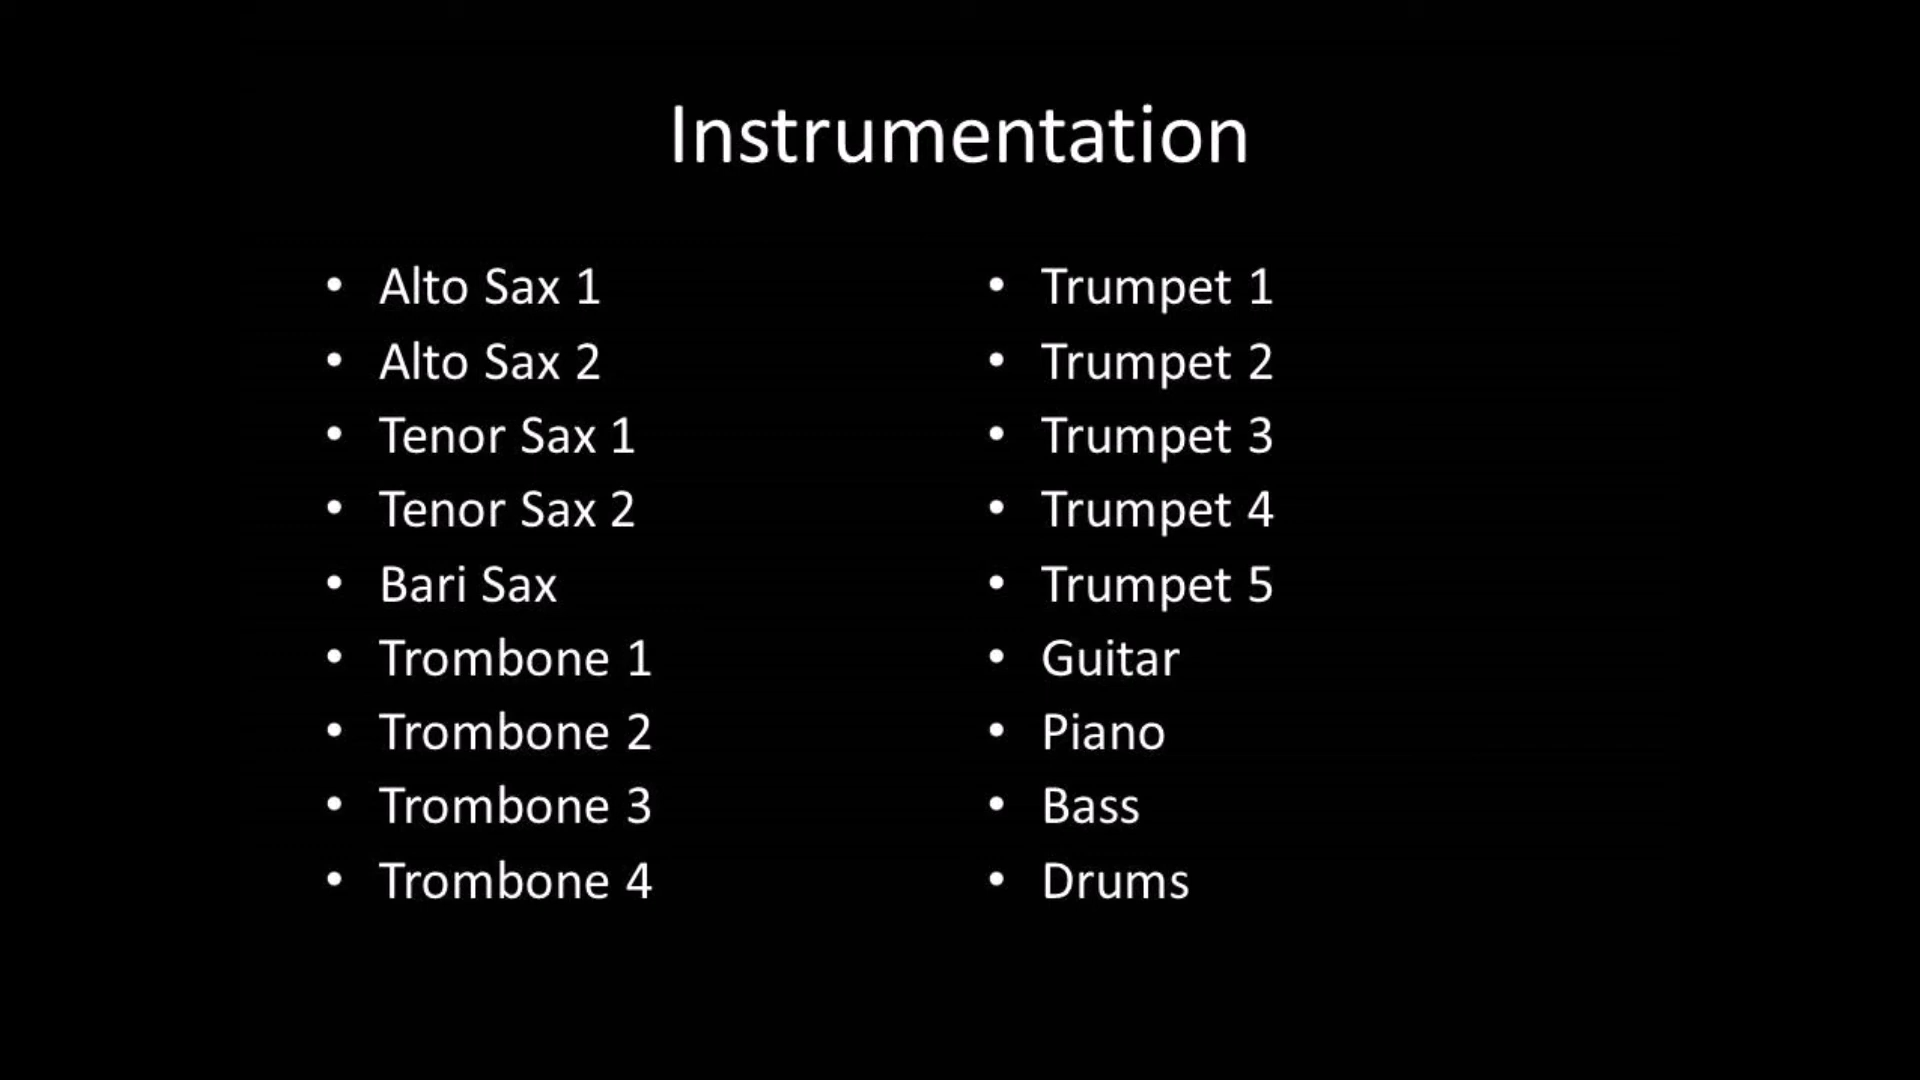 Instrumentation
• Alto Sax 1
• Alto Sax 2
• Tenor Sax 1
• Tenor Sax 2
• Bari Sax
• Trombone 1
• Trombone 2
• Trombone 3
• Trombone 4
• Trumpet 1
• Trumpet 2
• Trumpet 3
• Trumpet 4
• Trumpet 5
• Guitar
• Piano
• Bass
• Drums